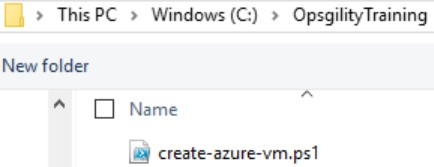 This PC > Windows (C:) > OpsgilityTraining
New folder
Name
create-azure-vm.ps1